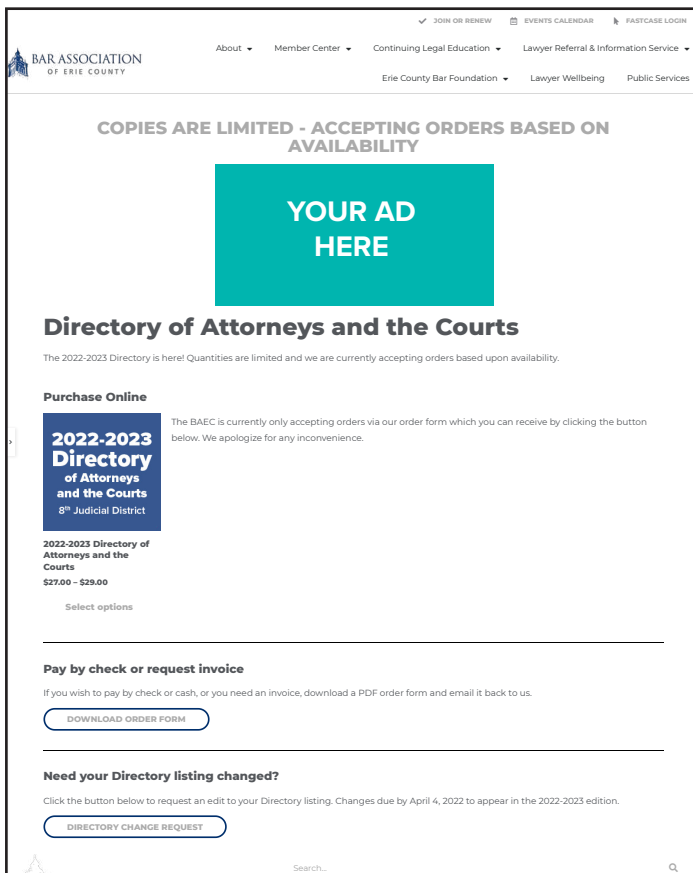 JOIN OR RENEW EVENTS CALENDAR FASTCASE LOGIN
BAR ASSOCIATION
OF ERIE COUNTY
About Member Center Continuing Legal Education Lawyer Referral & Information Service
Erie County Bar Foundation Lawyer Wellbeing Public Services
COPIES ARE LIMITED - ACCEPTING ORDERS BASED ON
AVAILABILITY
YOUR AD
HERE
Directory of Attorneys and the Courts
The 2022-2023 Directory is here! Quantities are limited and we are currently accepting orders based upon availability.
Purchase Online
2022-2023
Directory
of Attorneys
and the Courts
8th Judicial District
The BAEC is currently only accepting orders via our order form which you can receive by clicking the button
below. We apologize for any inconvenience.
2022-2023 Directory of
Attorneys and the
Courts
$27.00 – $29.00
Select options
Pay by check or request invoice
If you wish to pay by check or cash, or you need an invoice, download a PDF order form and email it back to us.
DOWNLOAD ORDER FORM
Need your Directory listing changed?
Click the button below to request an edit to your Directory listing. Changes due by April 4, 2022 to appear in the 2022-2023 edition.
DIRECTORY CHANGE REQUEST
Search...